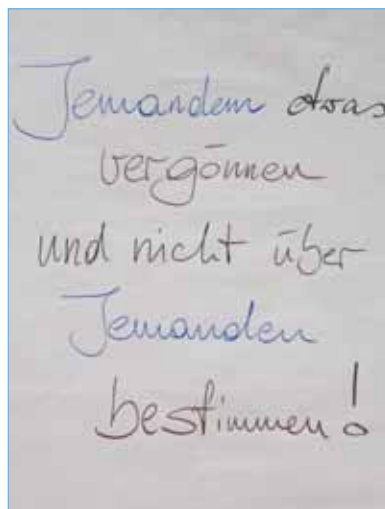 Jemandem etwas
vergönnen
und nicht über
Jemanden
bestimmen!